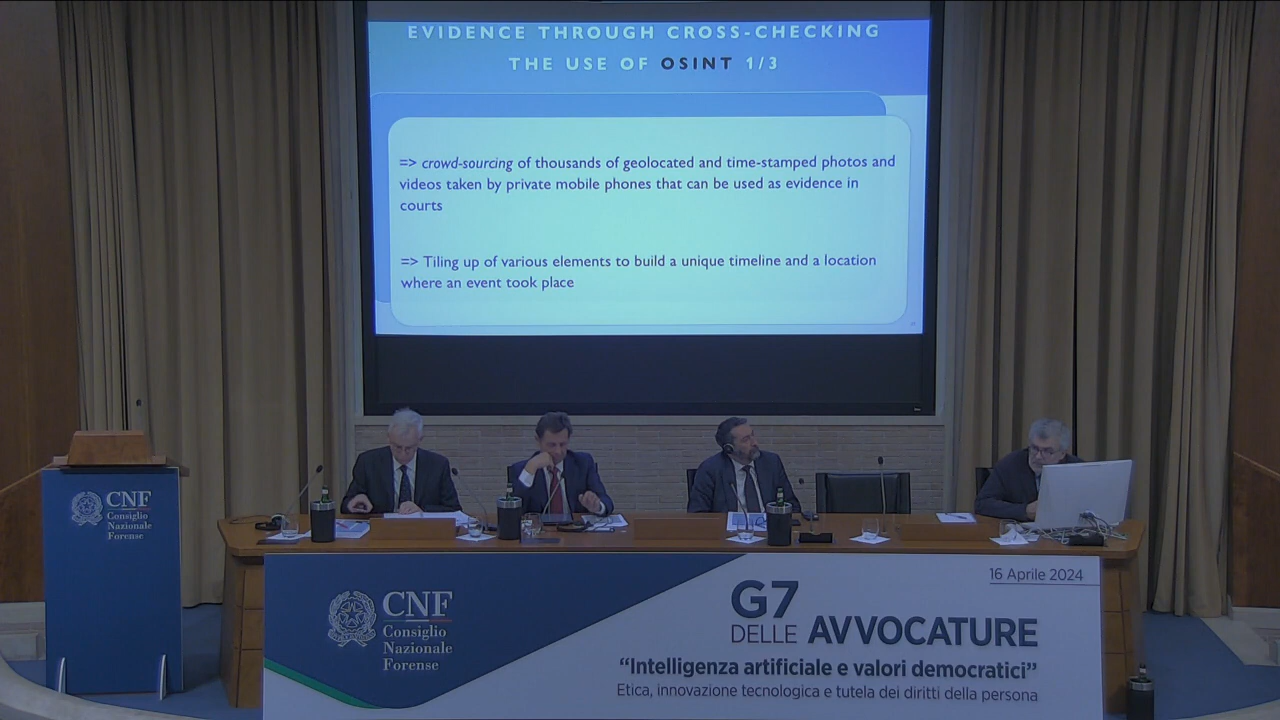 EVIDENCE THROUGH CROSS-CHECKING
THE USE OF OSINT 1/3
=> crowd-sourcing of thousands of geolocated and time-stamped photos and
videos taken by private mobile phones that can be used as evidence in
courts
=> Tiling up of various elements to build a unique timeline and a location
where an event took place
CNF
Consiglio
Nazionale
Forense
16 Aprile 2024
CNF
Consiglio
Nazionale
Forense
G7
DELLE AVVOCATURE
“Intelligenza artificiale e valori democratici”
Etica, innovazione tecnologica e tutela dei diritti della persona